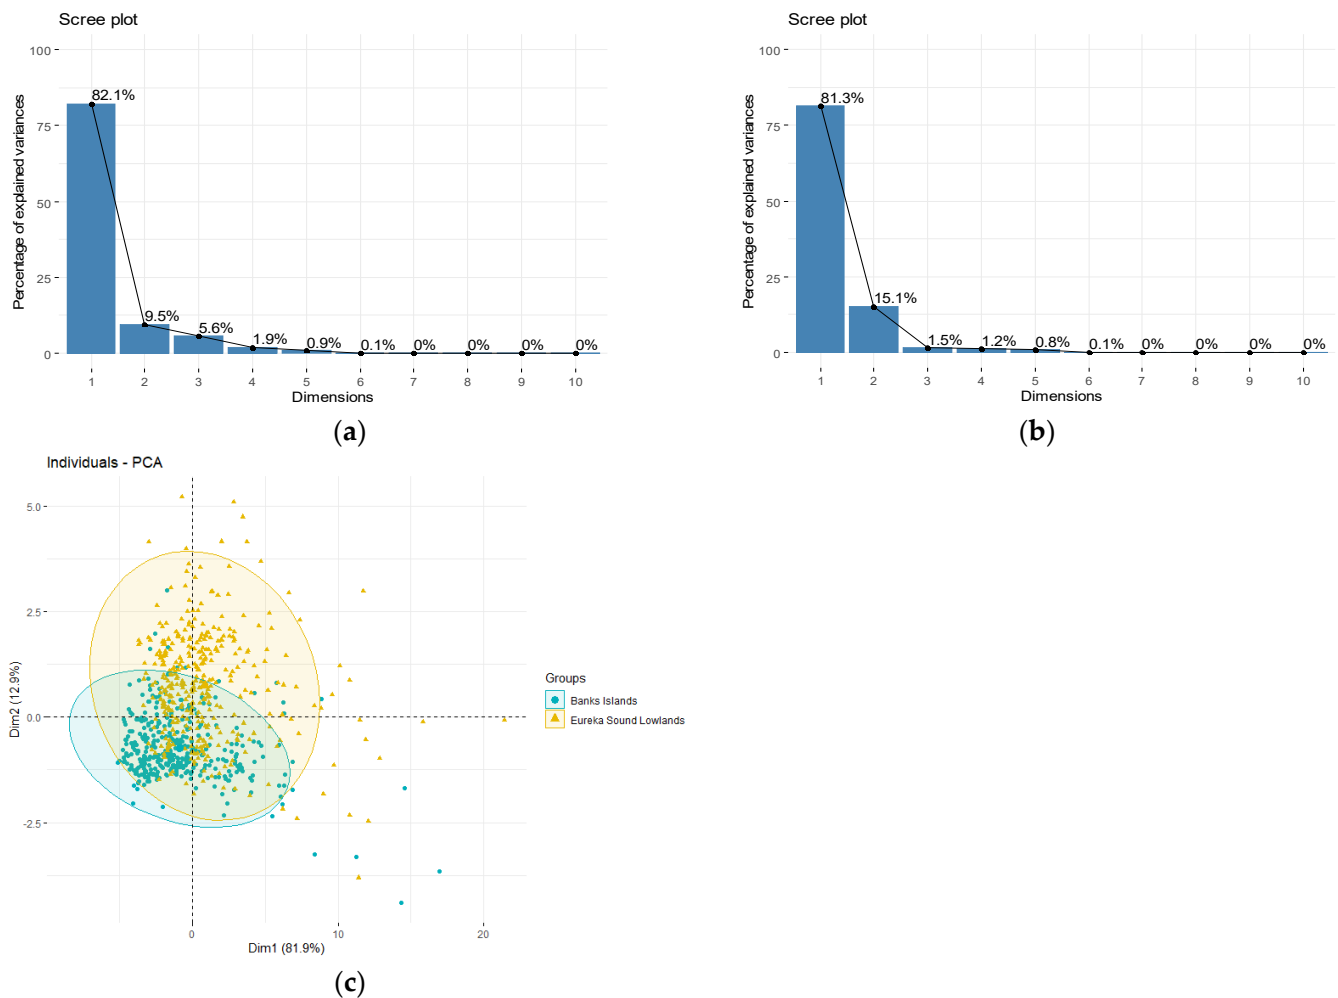 Scree plot
100
75
50
25
0
Percentage of explained variances
82.1%
9.5%
5.6%
1.9%
0.9%
0.1%
0%
0%
0%
0%
1 2 3 4 5 6 7 8 9 10
Dimensions
(a)
Scree plot
100
75
50
25
0
Percentage of explained variances
81.3%
15.1%
1.5%
1.2%
0.8%
0.1%
0%
0%
0%
0%
1 2 3 4 5 6 7 8 9 10
Dimensions
(b)
Individuals - PCA
5.0
2.5
0.0
-2.5
Dim2 (12.9%)
0 10 20
Dim1 (81.9%)
Groups
Banks Islands
Eureka Sound Lowlands
(c)